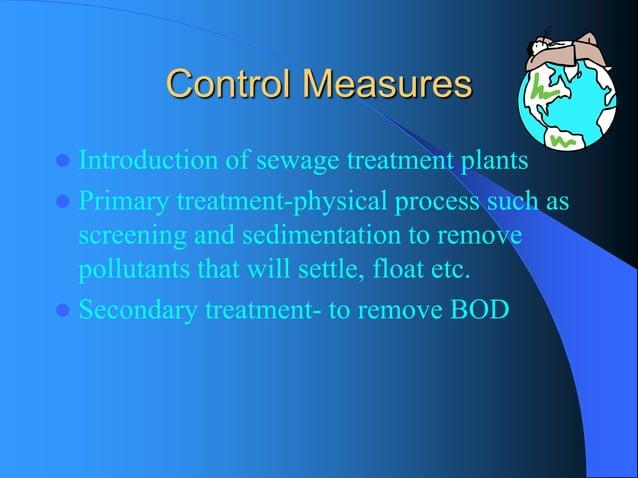 Control Measures
Introduction of sewage treatment plants
Primary treatment-physical process such as
screening and sedimentation to remove
pollutants that will settle, float etc.
Secondary treatment- to remove BOD